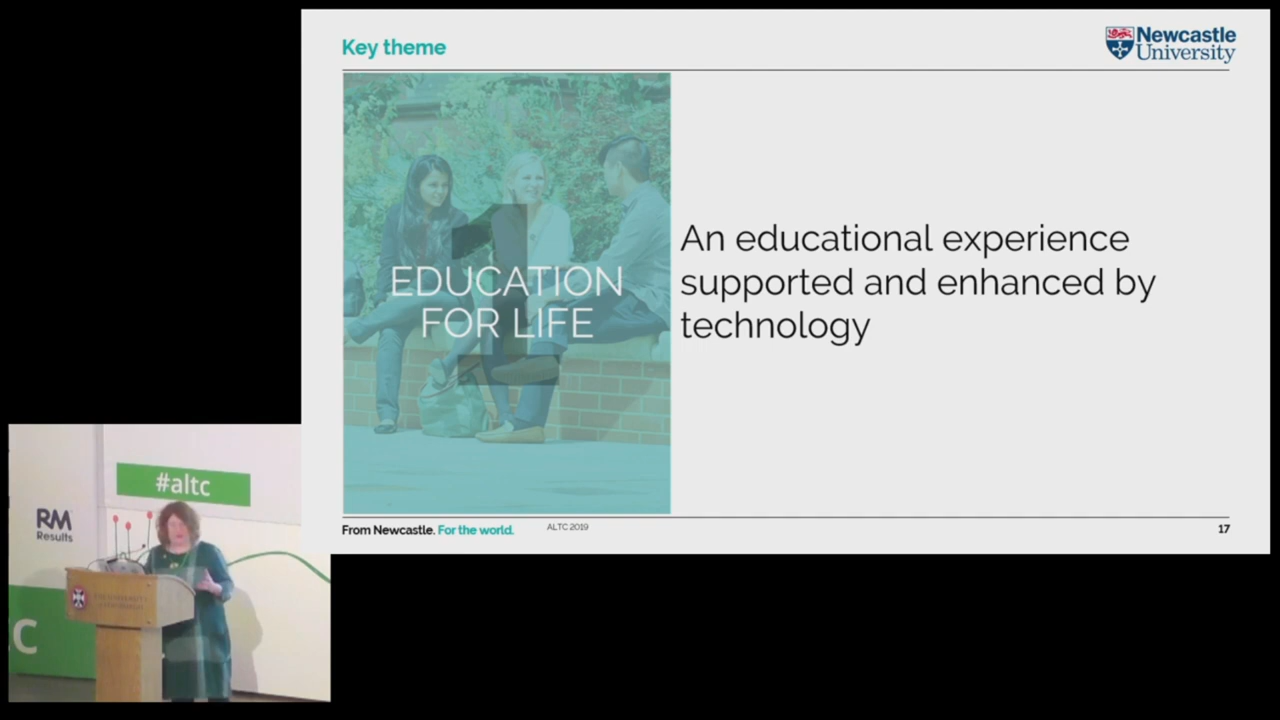 Key theme
Newcastle
University
1
EDUCATION
FOR LIFE
An educational experience
supported and enhanced by
technology
From Newcastle. For the world.
ALTC 2019
17
#altc
RM
Results
C